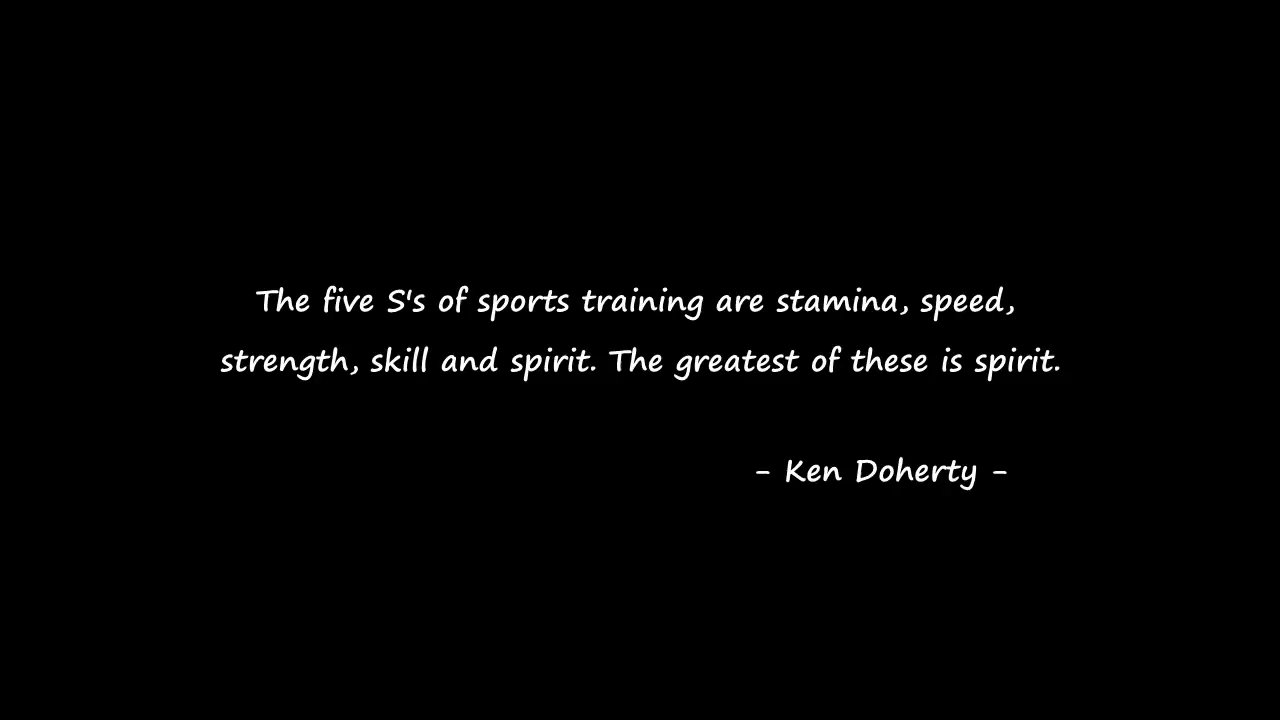 The five S's of sports training are stamina, speed,
strength, skill and spirit. The greatest of these is spirit.
- Ken Doherty -